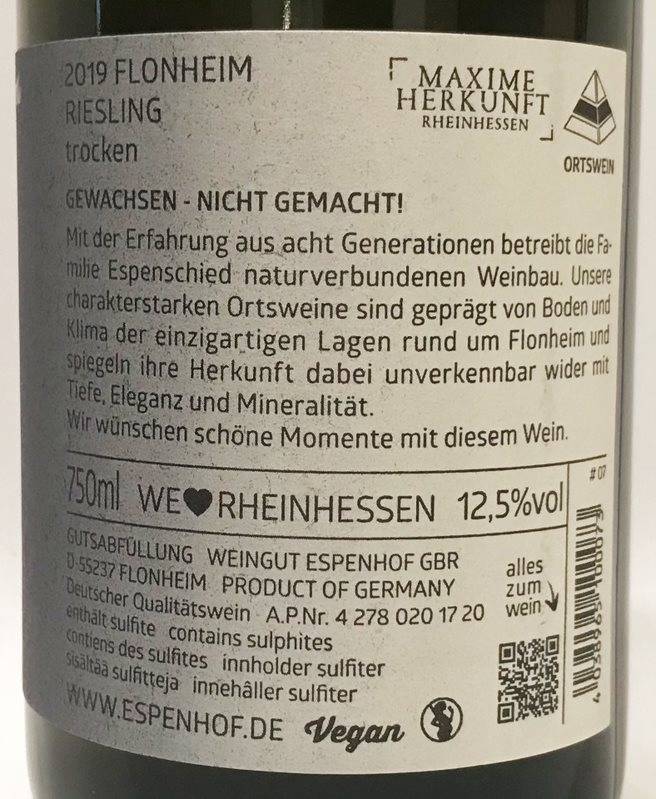 2019 FLONHEIM
RIESLING
trocken
MAXIME
HERKUNFT
RHEINHESSEN
ORTSWEIN
GEWACHSEN - NICHT GEMACHT!
Mit der Erfahrung aus acht Generationen betreibt die Fa-
milie Espenschied naturverbundenen Weinbau. Unsere
charakterstarken Ortsweine sind geprägt von Boden und
Klima der einzigartigen Lagen rund um Flonheim und
spiegeln ihre Herkunft dabei unverkennbar wider mit
Tiefe, Eleganz und Mineralität.
Wir wünschen schöne Momente mit diesem Wein.
750ml WE♥RHEINHESSEN 12,5%vol
# 07
GUTSABFÜLLUNG WEINGUT ESPENHOF GBR
D-55237 FLONHEIM PRODUCT OF GERMANY
Deutscher Qualitätswein A.P.Nr. 4 278 020 17 20
enthält sulfite contains sulphites
contiens des sulfites innholder sulfiter
sisältää sulfitteja innehâller sulfiter
WWW.ESPENHOF.DE Vegan
alles
zum
wein
4 038965 100073